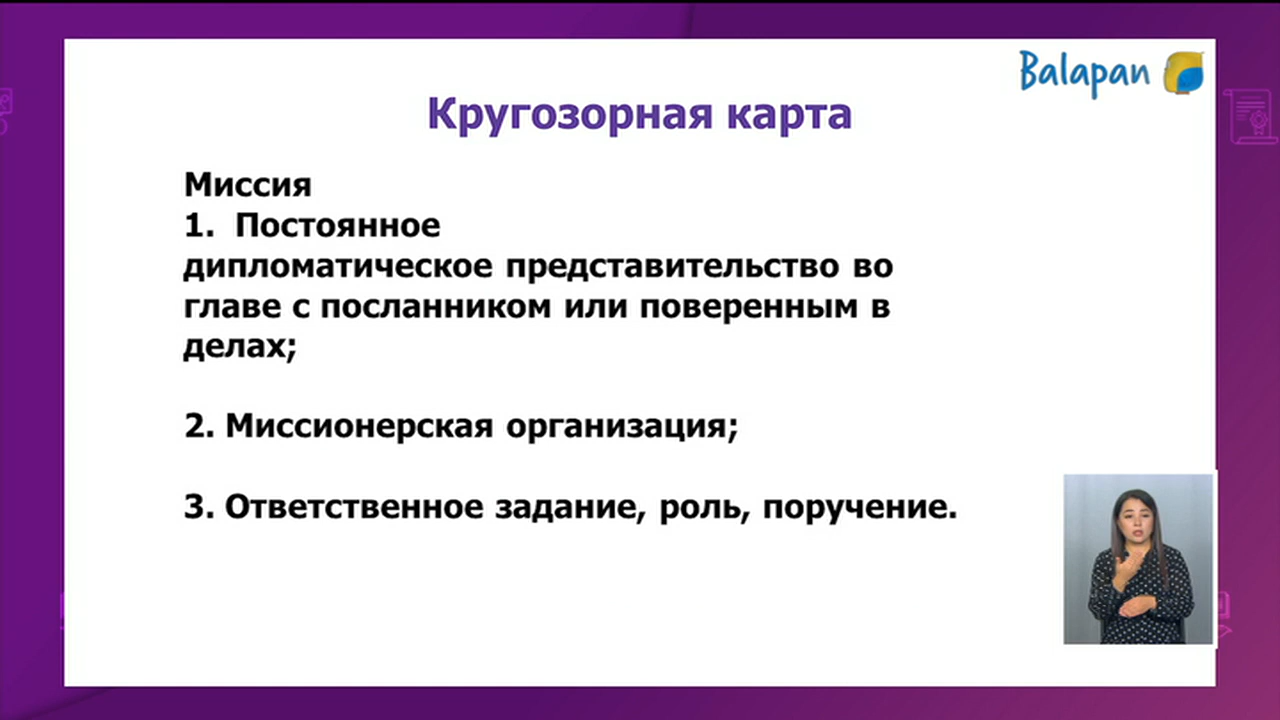 Balapan
Кругозорная карта
Миссия
1. Постоянное
дипломатическое представительство во
главе с посланником или поверенным в
делах;
2. Миссионерская организация;
3. Ответственное задание, роль, поручение.